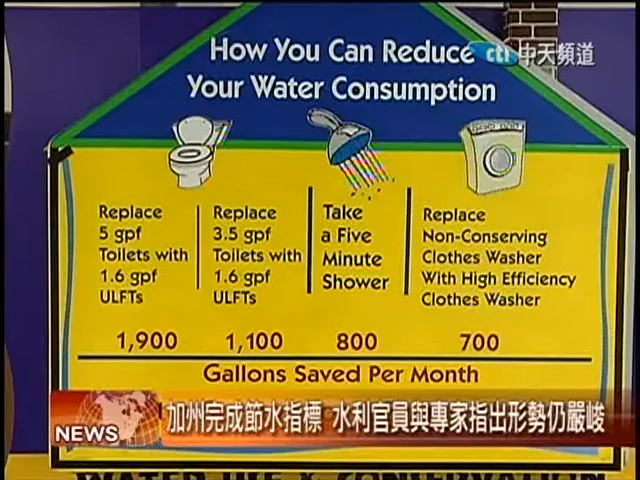 How You Can Reduce
Your Water Consumption
cti 中天頻道
Replace
5 gpf
Toilets with
1.6 gpf
ULFTs
Replace
3.5 gpf
Toilets with
1.6 gpf
ULFTs
Take
a Five
Minute
Shower
Replace
Non-Conserving
Clothes Washer
With High Efficiency
Clothes Washer
1,900 1,100 800 700
Gallons Saved Per Month
NEWS
加州完成節水指標 水利官員與專家指出形勢仍嚴峻
WATER USE & CONSERVATION